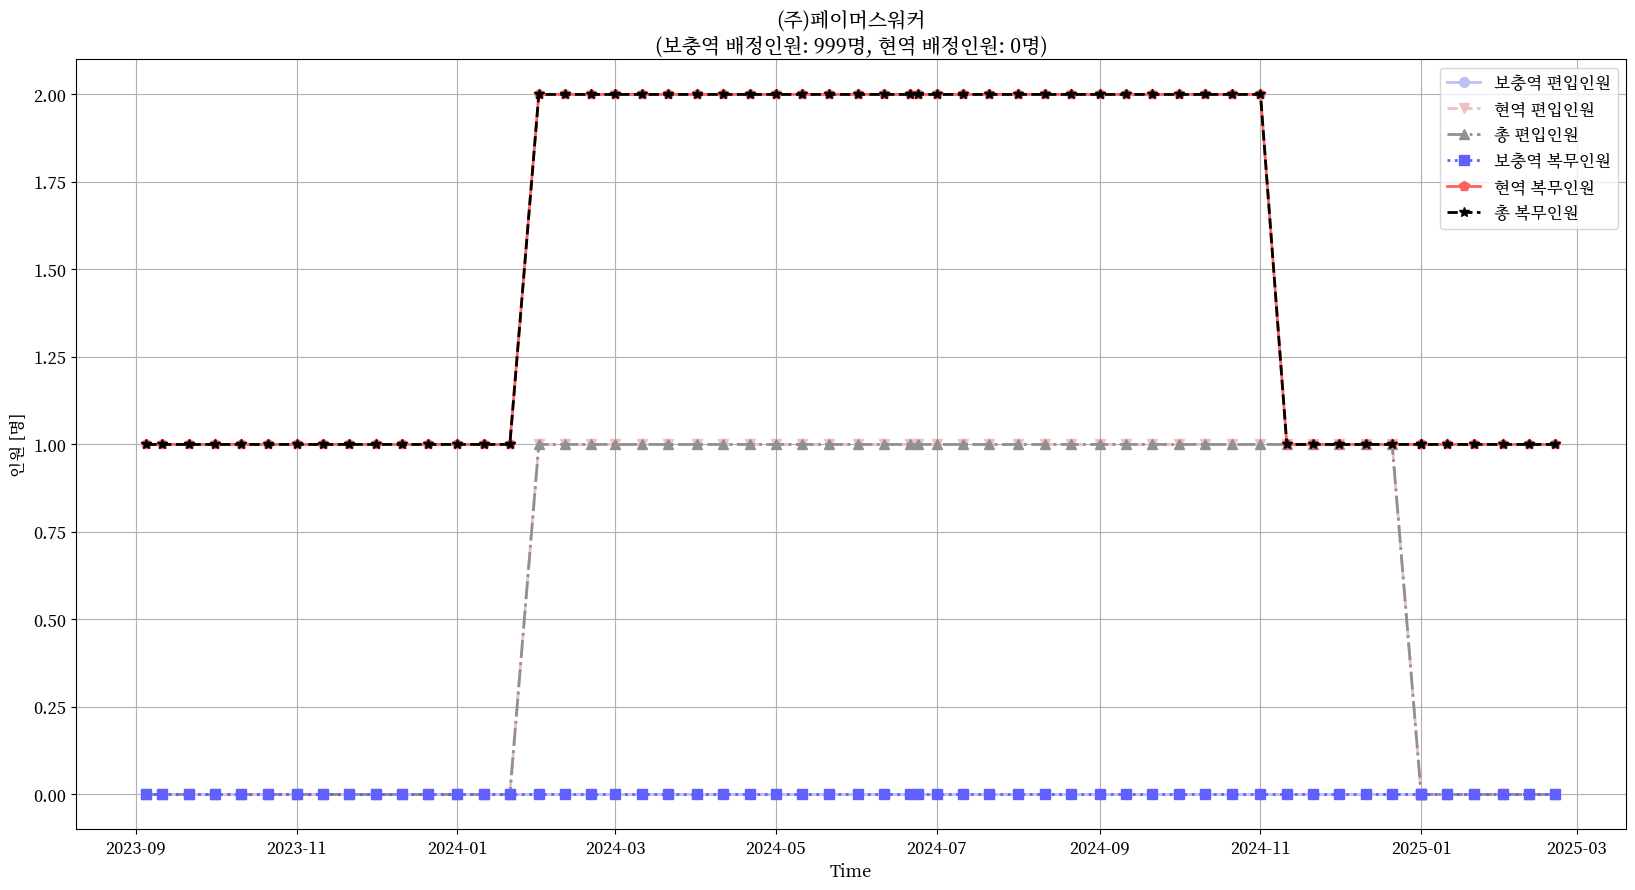 (주)페이머스워커
(보충역 배정인원: 999명, 현역 배정인원: 0명)
보충역 편입인원
현역 편입인원
총 편입인원
보충역 복무인원
현역 복무인원
총 복무인원
인원 [명]
2.00
1.75
1.50
1.25
1.00
0.75
0.50
0.25
0.00
2023-09 2023-11 2024-01 2024-03 2024-05 2024-07 2024-09 2024-11 2025-01 2025-03
Time